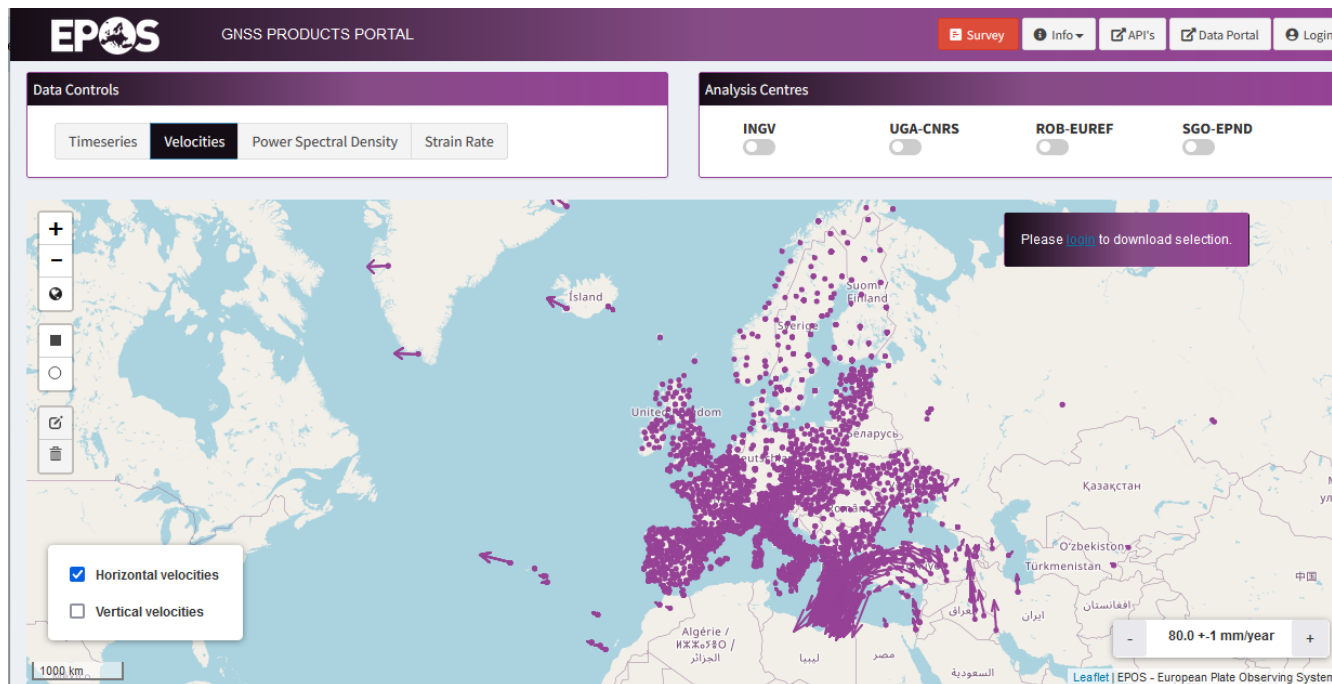 EPOS
GNSS PRODUCTS PORTAL
Survey
Info
API's
Data Portal
Login
Data Controls
Timeseries
Velocities
Power Spectral Density
Strain Rate
Analysis Centres
INGV
UGA-CNRS
ROB-EUREF
SGO-EPND
+
−
Please login to download selection.
Ísland
Suomi /
Finland
Sverige
United Kingdom
Беларусь
Қазақстан
Oʻzbekiston
Türkmenistan
中国
افغانستان
ایران
العراق
Algérie /
ⵍⵣⵣⴰⵢⴻⵔ /
الجزائر
ليبيا
مصر
السعودية
Horizontal velocities
Vertical velocities
1000 km
-
80.0 +-1 mm/year
+
Leaflet | EPOS - European Plate Observing System